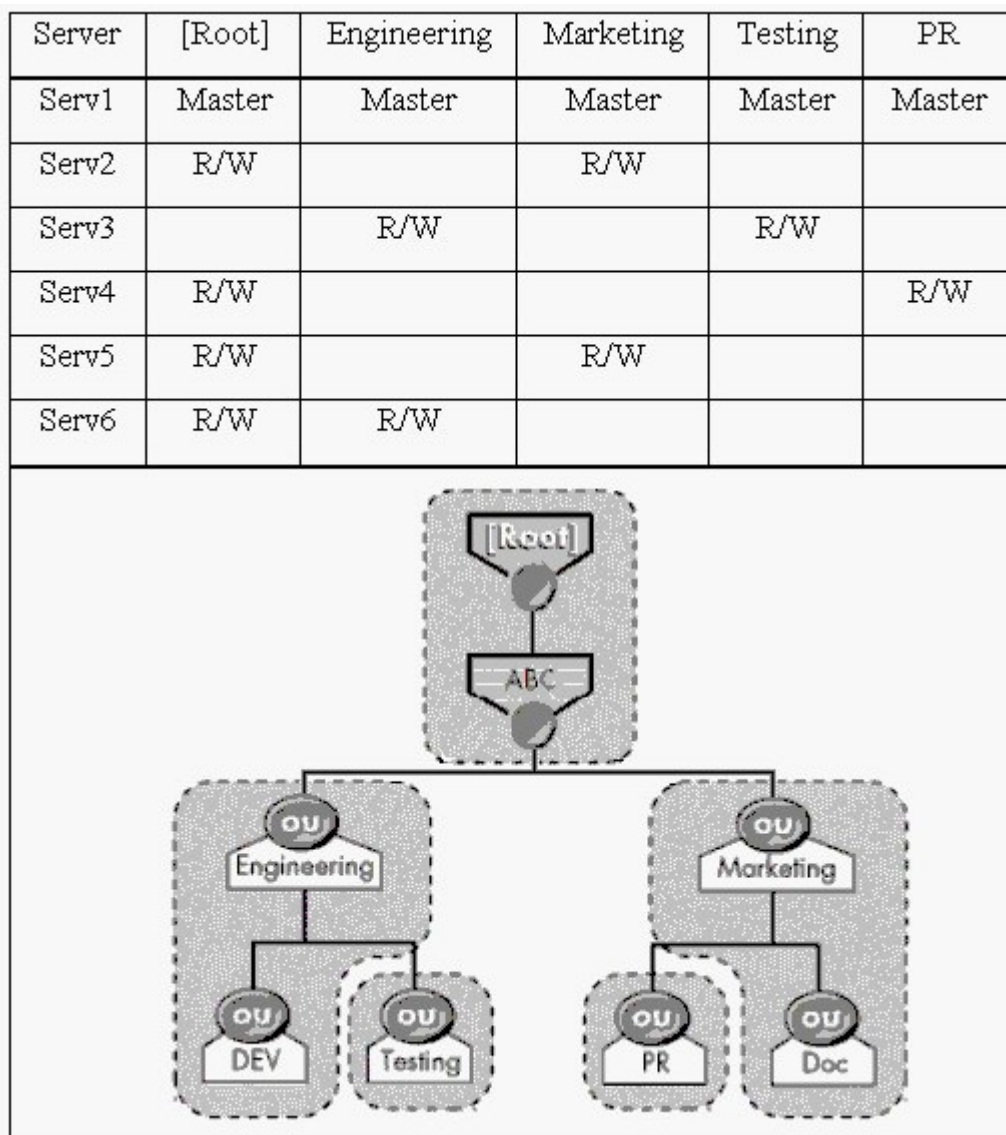 Server [Root] Engineering Marketing Testing PR
Serv1 Master Master Master Master Master
Serv2 R/W R/W
Serv3 R/W R/W
Serv4 R/W R/W
Serv5 R/W R/W
Serv6 R/W R/W
[Root]
ABC
OU OU
Engineering Marketing
OU OU OU OU
DEV Testing PR Doc